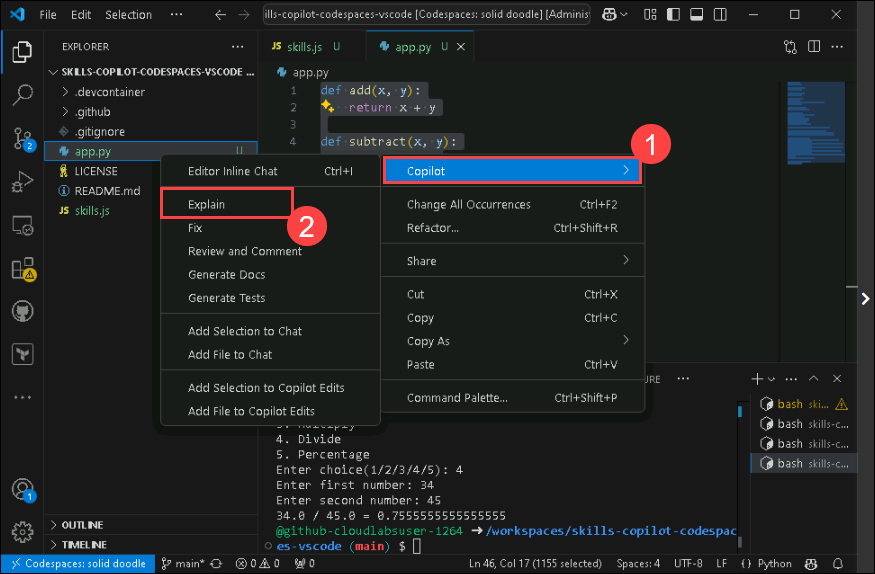 File Edit Selection ··· ills-copilot-codespaces-vscode [Codespaces: solid doodle] [Administ
EXPLORER ···
SKILLS-COPILOT-CODESPACES-VSCODE ...
.devcontainer
.github
.gitignore
app.py U
LICENSE
README.md
JS skills.js
OUTLINE
TIMELINE
2
1
JS skills.js U
app.py U
app.py
1 def add(x, y):
2 return x + y
3
4 def subtract(x, y):
Copilot
1
Change All Occurrences Ctrl+F2
Refactor... Ctrl+Shift+R
Share
Cut Ctrl+X
Copy Ctrl+C
Copy As
Paste Ctrl+V
Command Palette... Ctrl+Shift+P
Editor Inline Chat Ctrl+I
Explain
2
Fix
Review and Comment
Generate Docs
Generate Tests
Add Selection to Chat
Add File to Chat
Add Selection to Copilot Edits
Add File to Copilot Edits
4. Divide
5. Percentage
Enter choice(1/2/3/4/5): 4
Enter first number: 34
Enter second number: 45
34.0 / 45.0 = 0.7555555555555555
@github-cloudlabsuser-1264 ➜ /workspaces/skills-copilot-codespac
es-vscode (main) $
bash ski...
bash skills-c...
bash skills-c...
bash skills-c...
Codespaces: solid doodle main* 0 0 0 Ln 46, Col 17 (1155 selected) Spaces: 4 UTF-8 LF {} Python